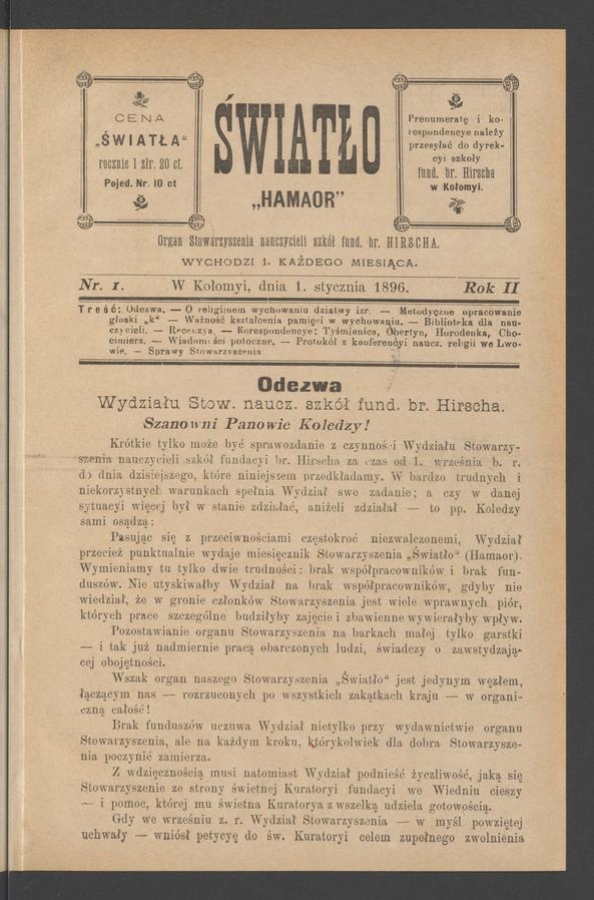 CENA
„ŚWIATŁA“
rocznie 1 złr. 20 ct.
Pojed. Nr. 10 ct
ŚWIATŁO
„HAMAOR”
Prenumeratę i ko-
respondencye należy
przesyłać do dyrek-
cyi szkoły
fund. br. Hirscha
w Kołomyi.
Organ Stowarzyszenia nauczycieli szkół fund. br. HIRSCHA.
WYCHODZI 1. KAŻDEGO MIESIĄCA.
Nr. 1. W Kołomyi, dnia 1. stycznia 1896. Rok II
Treść: Odezwa. — O religijnem wychowaniu dziatwy izr. — Metodyczne opracowanie
głoski „k“ — Ważność kształcenia pamięci w wychowaniu. — Biblioteka dla nau-
czycieli. — Recenzya. — Korespondencye: Tyśmienica, Obertyn, Horodenka, Cho-
cimierz. — Wiadomości potoczne. — Protokół z konferencyi naucz. religii we Lwo-
wie. — Sprawy Stowarzyszenia
Odezwa
Wydziału Stow. naucz. szkół fund. br. Hirscha.
Szanowni Panowie Koledzy!
Krótkie tylko może być sprawozdanie z czynności Wydziału Stowarzy-
szenia nauczycieli szkół fundacyi br. Hirscha za czas od 1. września b. r.
do dnia dzisiejszego, które niniejszem przedkładamy. W bardzo trudnych i
niekorzystnych warunkach spełnia Wydział swe zadanie; a czy w danej
sytuacyi więcej był w stanie zdziałać, aniżeli zdziałał — to pp. Koledzy
sami osądzą:
Pasując się z przeciwnościami częstokroć niezwalczonemi, Wydział
przecież punktualnie wydaje miesięcznik Stowarzyszenia „Światło“ (Hamaor).
Wymieniamy tu tylko dwie trudności: brak współpracowników i brak fun-
duszów. Nie utyskiwałby Wydział na brak współpracowników, gdyby nie
wiedział, że w gronie członków Stowarzyszenia jest wiele wprawnych piór,
których prace szczególne budziłyby zajęcie i zbawienne wywierałyby wpływ.
Pozostawianie organu Stowarzyszenia na barkach małej tylko garstki
— i tak już nadmiernie pracą obarczonych ludzi, świadczy o zawstydzają-
cej obojętności.
Wszak organ naszego Stowarzyszenia „Światło“ jest jedynym węzłem,
łączącym nas — rozrzuconych po wszystkich zakątkach kraju — w organi-
czną całość!
Brak funduszów uczuwa Wydział nietylko przy wydawnictwie organu
Stowarzyszenia, ale na każdym kroku, którykolwiek dla dobra Stowarzysze-
nia poczynić zamierza.
Z wdzięcznością musi natomiast Wydział podnieść życzliwość, jaką się
Stowarzyszenie ze strony świetnej Kuratoryi fundacyi we Wiedniu cieszy
— i pomoc, której mu świetna Kuratorya z wszelką udziela gotowością.
Gdy we wrześniu z. r. Wydział Stowarzyszenia — w myśl powziętej
uchwały — wniósł petycyę do św. Kuratoryi celem zupełnego zwolnienia